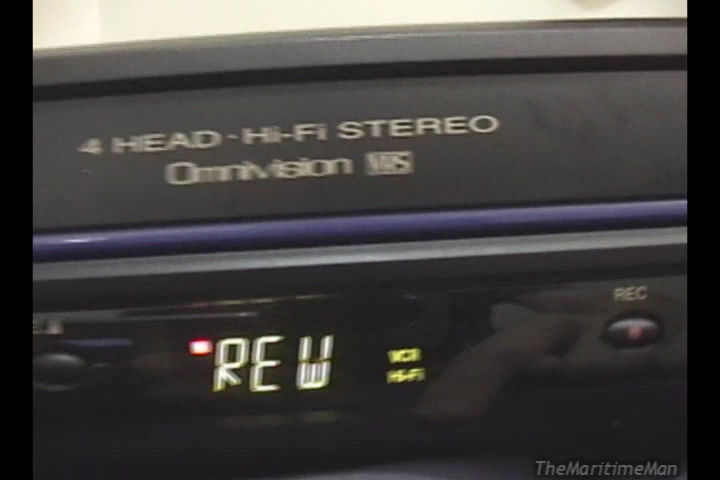 4 HEAD-Hi-Fi STEREO
Omnivision VHS
REC
REW
VCR
Hi-Fi
TheMaritimeMan